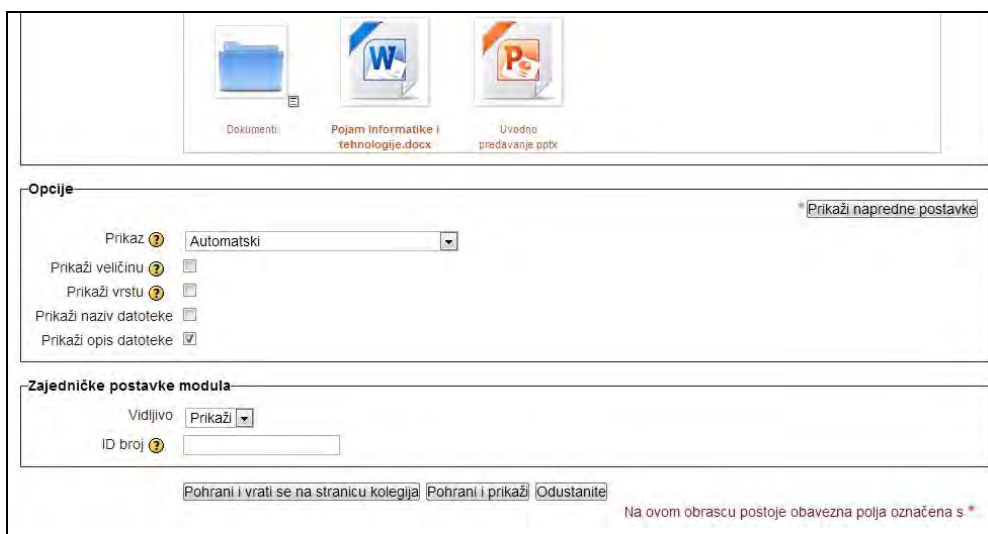 Dokumenti
Pojam informatike i
tehnologije.docx
Uvodno
predavanje.pptx
Opcije
* Prikaži napredne postavke
Prikaz ? Automatski
Prikaži veličinu ?
Prikaži vrstu ?
Prikaži naziv datoteke
Prikaži opis datoteke
Zajedničke postavke modula
Vidljivo Prikaži
ID broj ?
Pohrani i vrati se na stranicu kolegija Pohrani i prikaži Odustanite
Na ovom obrascu postoje obavezna polja označena s *